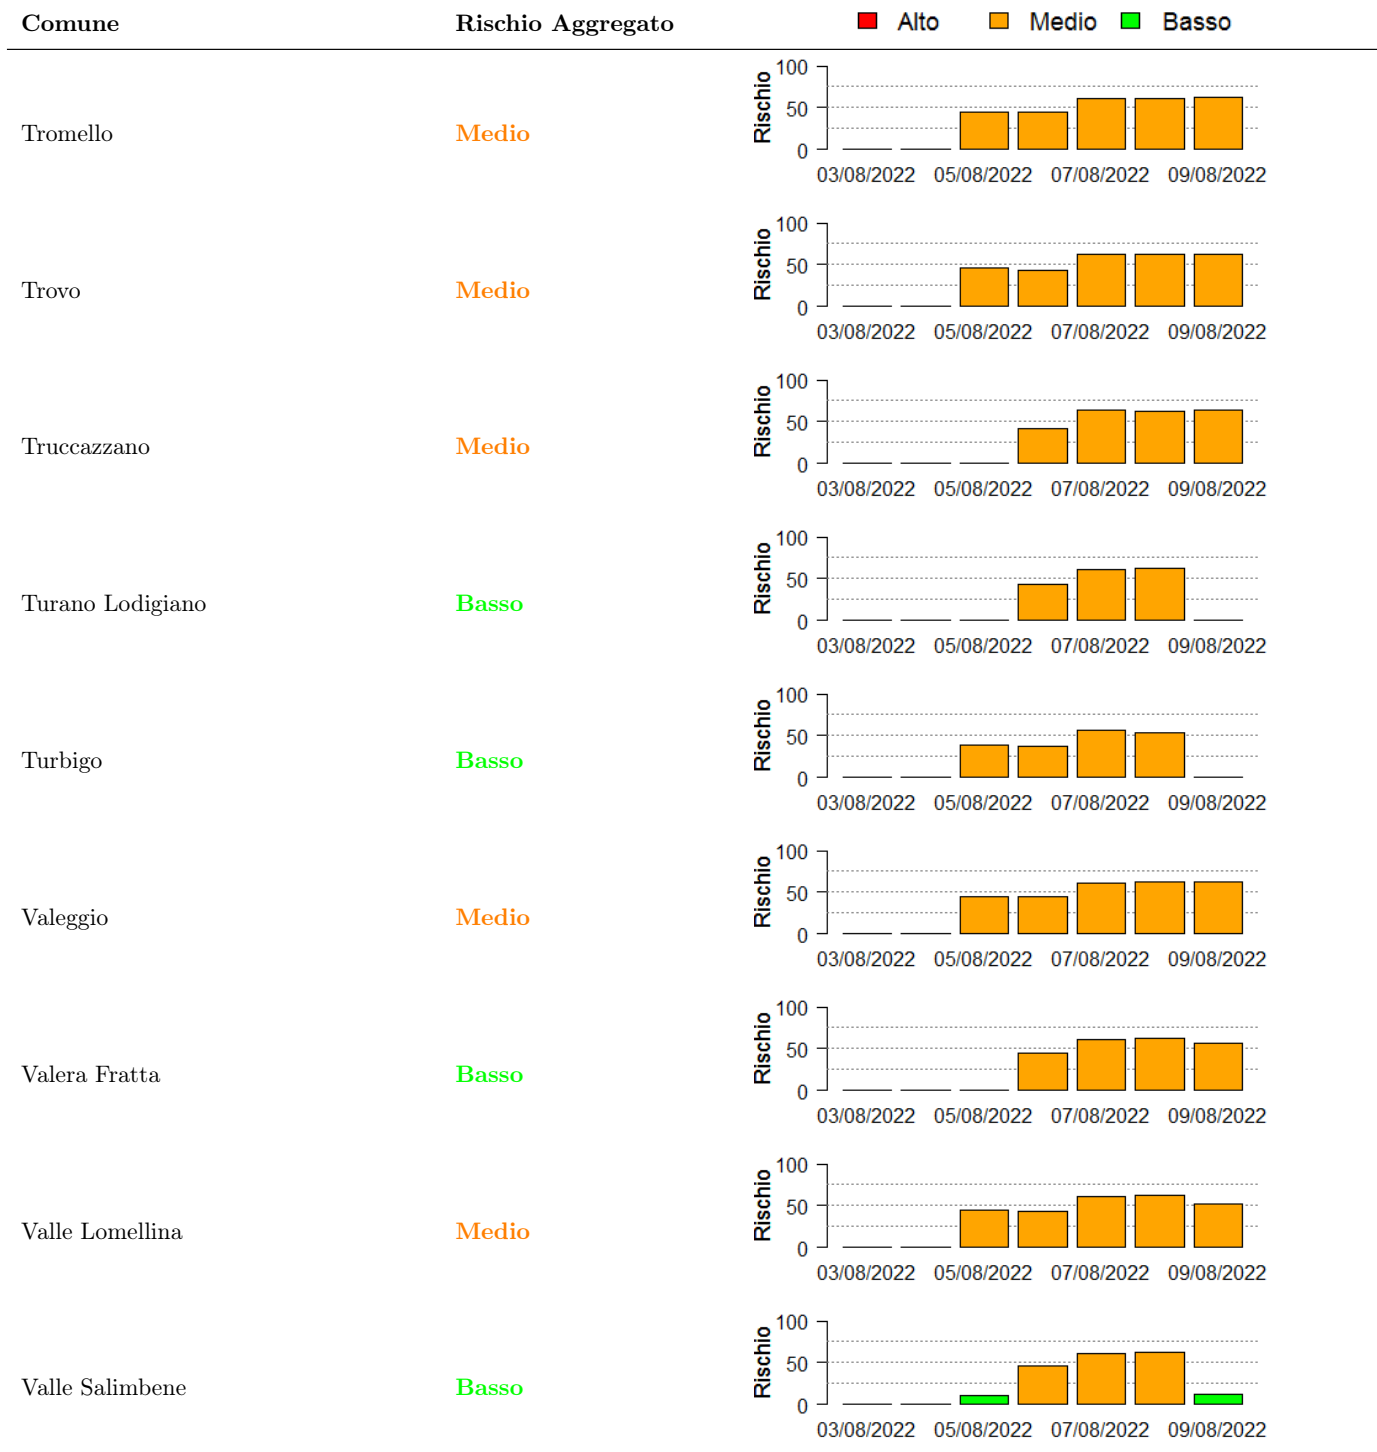 Comune Rischio Aggregato Alto Medio Basso
100
50
0
Rischio
Tromello Medio
03/08/2022 05/08/2022 07/08/2022 09/08/2022
100
50
0
Rischio
Trovo Medio
03/08/2022 05/08/2022 07/08/2022 09/08/2022
100
50
0
Rischio
Truccazzano Medio
03/08/2022 05/08/2022 07/08/2022 09/08/2022
100
50
0
Rischio
Turano Lodigiano Basso
03/08/2022 05/08/2022 07/08/2022 09/08/2022
100
50
0
Rischio
Turbigo Basso
03/08/2022 05/08/2022 07/08/2022 09/08/2022
100
50
0
Rischio
Valeggio Medio
03/08/2022 05/08/2022 07/08/2022 09/08/2022
100
50
0
Rischio
Valera Fratta Basso
03/08/2022 05/08/2022 07/08/2022 09/08/2022
100
50
0
Rischio
Valle Lomellina Medio
03/08/2022 05/08/2022 07/08/2022 09/08/2022
100
50
0
Rischio
Valle Salimbene Basso
03/08/2022 05/08/2022 07/08/2022 09/08/2022